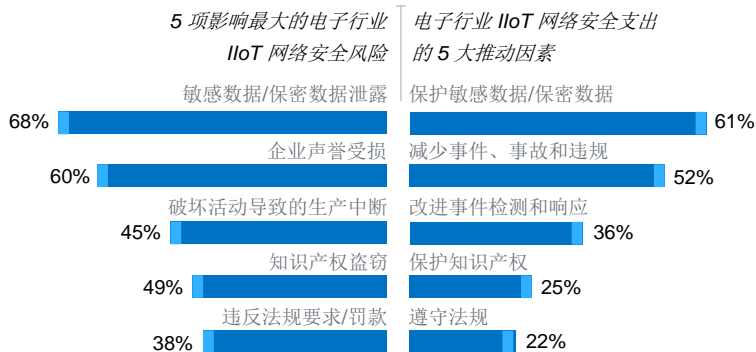 5 项影响最大的电子行业
IIoT 网络安全风险
电子行业 IIoT 网络安全支出
的 5 大推动因素
敏感数据/保密数据泄露
68%
企业声誉受损
60%
破坏活动导致的生产中断
45%
知识产权盗窃
49%
违反法规要求/罚款
38%
保护敏感数据/保密数据
61%
减少事件、事故和违规
52%
改进事件检测和响应
36%
保护知识产权
25%
遵守法规
22%